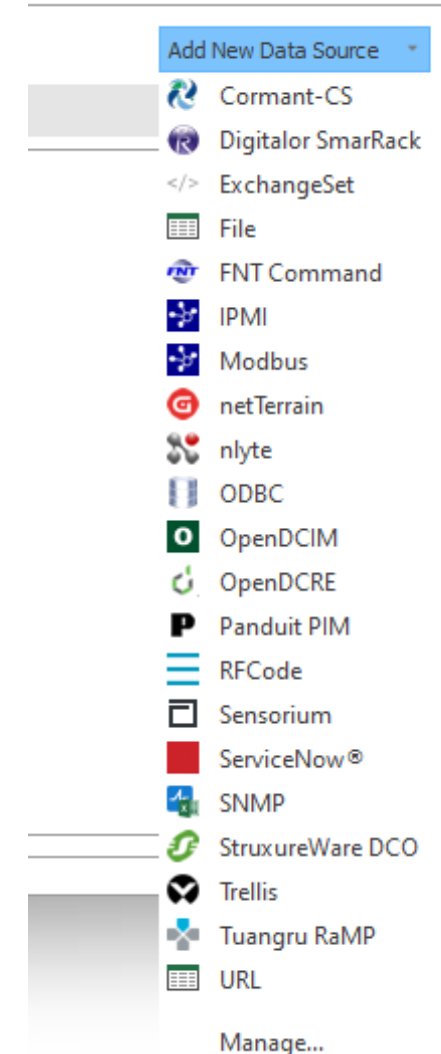 Add New Data Source
Cormant-CS
Digitalor SmarRack
</> ExchangeSet
File
FNT FNT Command
IPMI
Modbus
netTerrain
nlyte
ODBC
O OpenDCIM
OpenDCRE
P Panduit PIM
RFCode
Sensorium
ServiceNow®
SNMP
StruxureWare DCO
Trellis
Tuangru RaMP
URL
Manage...